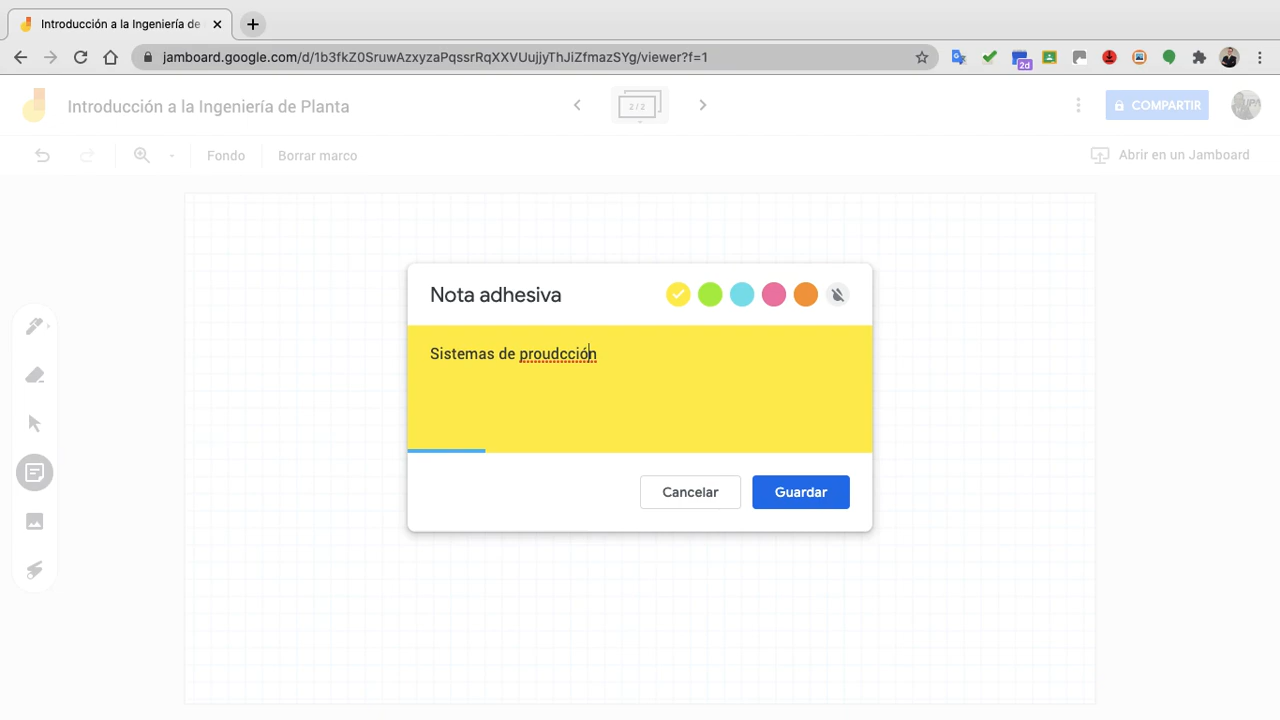 Introducción a la Ingeniería de
jamboard.google.com/d/1b3fkZ0SruwAzxyzaPqssrRqXXVUujjyThJiZfmazSYg/viewer?f=1
2d
Introducción a la Ingeniería de Planta
2 / 2
COMPARTIR
Fondo
Borrar marco
Abrir en un Jamboard
Nota adhesiva
Sistemas de proudcción
Cancelar
Guardar